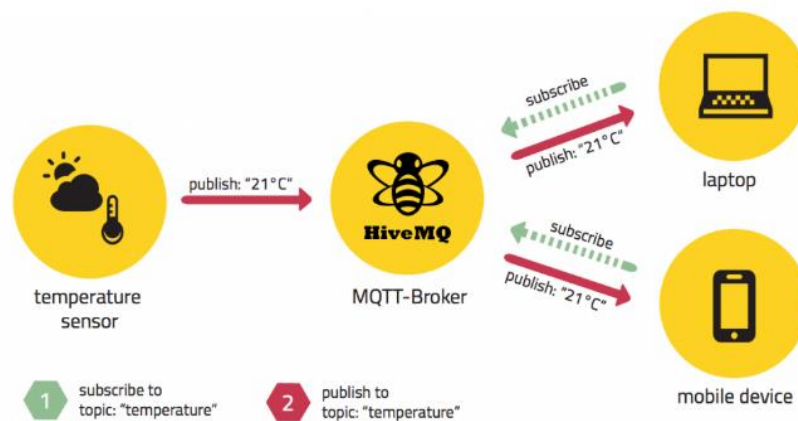 subscribe
publish: "21°C"
laptop
publish: "21°C"
HiveMQ
temperature
sensor
MQTT-Broker
subscribe
publish: "21°C"
mobile device
1
subscribe to
topic: "temperature"
2
publish to
topic: "temperature"